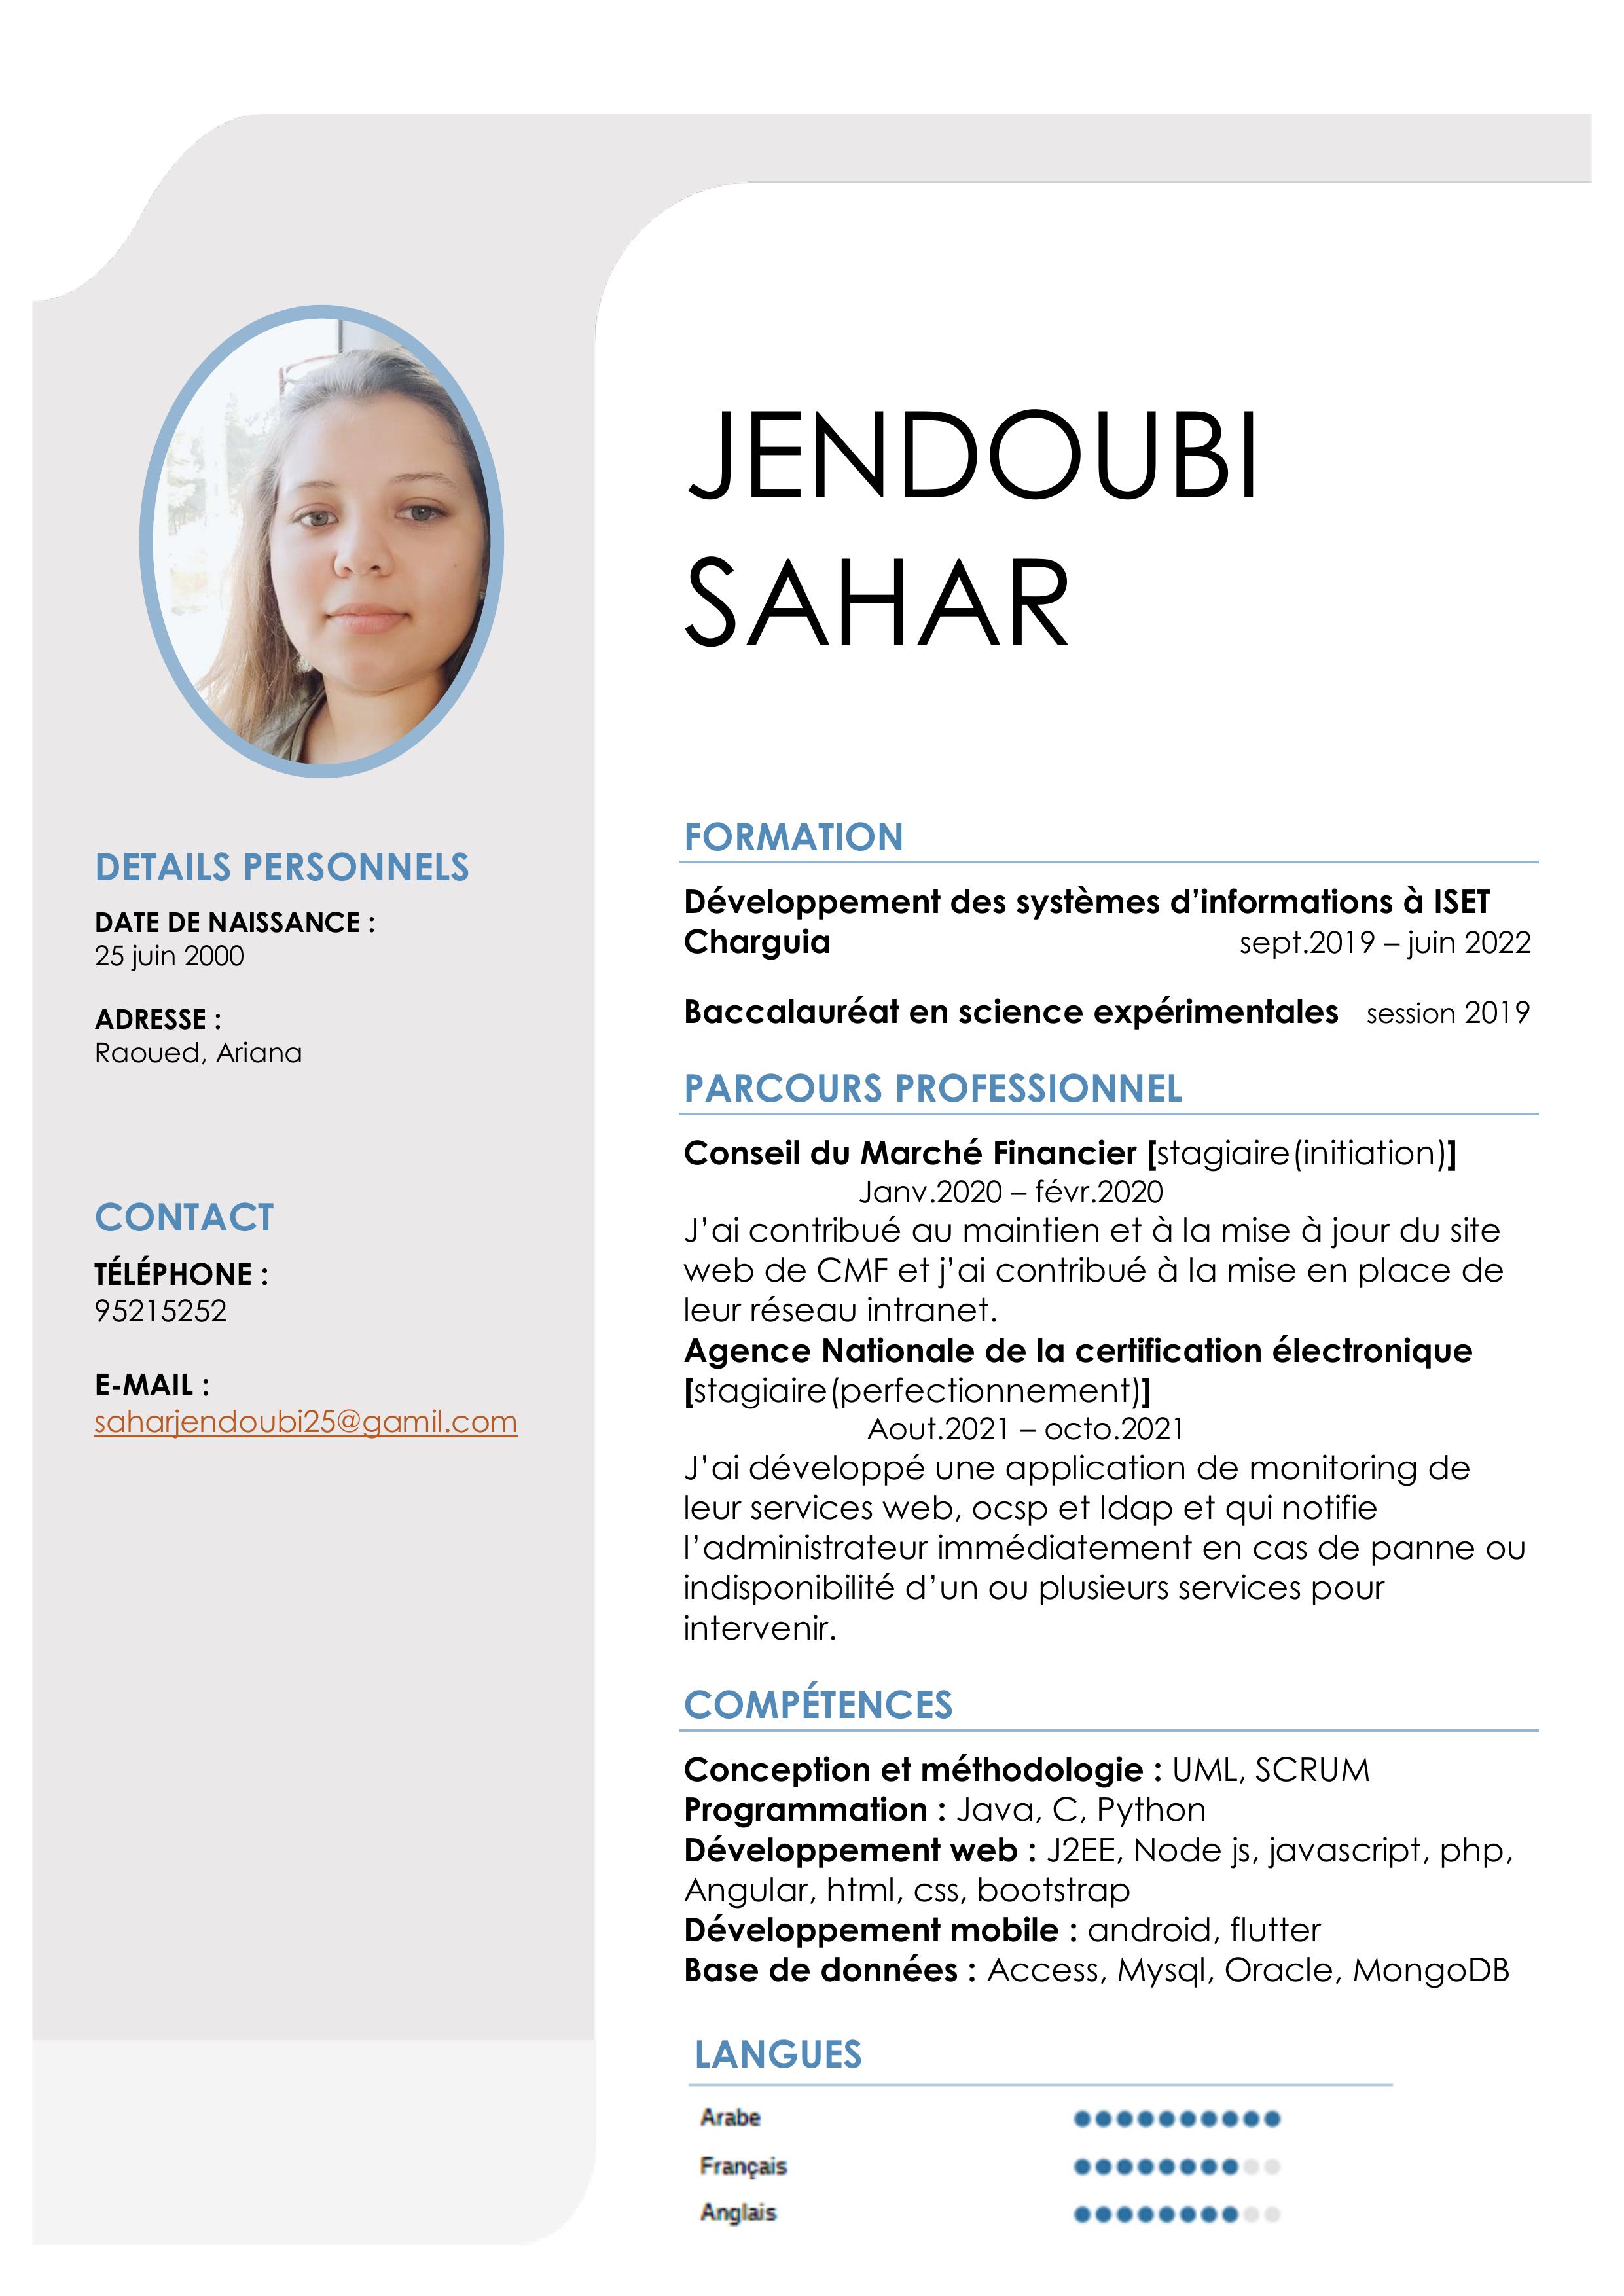 JENDOUBI
SAHAR
DETAILS PERSONNELS
DATE DE NAISSANCE :
25 juin 2000
ADRESSE :
Raoued, Ariana
CONTACT
TÉLÉPHONE :
95215252
E-MAIL :
saharjendoubi25@gamil.com
FORMATION
Développement des systèmes d’informations à ISET
Charguia sept.2019 – juin 2022
Baccalauréat en science expérimentales session 2019
PARCOURS PROFESSIONNEL
Conseil du Marché Financier [stagiaire(initiation)]
Janv.2020 – févr.2020
J’ai contribué au maintien et à la mise à jour du site
web de CMF et j’ai contribué à la mise en place de
leur réseau intranet.
Agence Nationale de la certification électronique
[stagiaire(perfectionnement)]
Aout.2021 – octo.2021
J’ai développé une application de monitoring de
leur services web, ocsp et ldap et qui notifie
l’administrateur immédiatement en cas de panne ou
indisponibilité d’un ou plusieurs services pour
intervenir.
COMPÉTENCES
Conception et méthodologie : UML, SCRUM
Programmation : Java, C, Python
Développement web : J2EE, Node js, javascript, php,
Angular, html, css, bootstrap
Développement mobile : android, flutter
Base de données : Access, Mysql, Oracle, MongoDB
LANGUES
Arabe
Français
Anglais